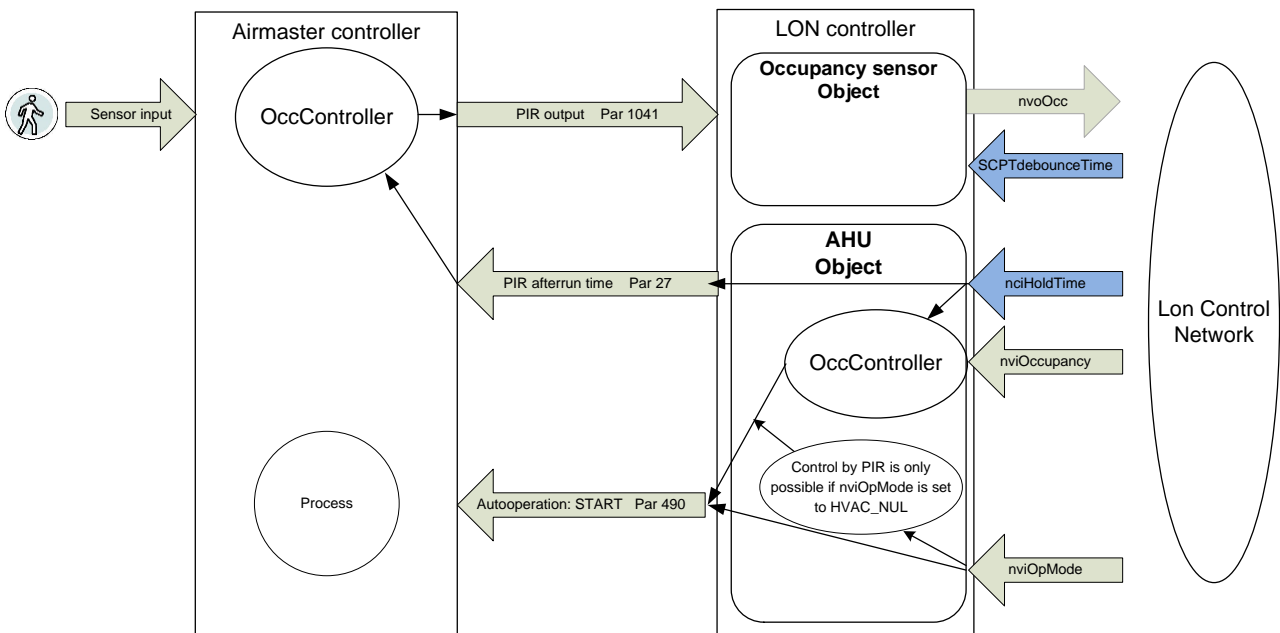 Airmaster controller
LON controller
Occupancy sensor
Object
Sensor input
OccController
PIR output Par 1041
nvoOcc
SCPTdebounceTime
AHU
Object
PIR afterrun time Par 27
nciHoldTime
Lon Control
Network
OccController
nviOccupancy
Control by PIR is only
possible if nviOpMode is set
to HVAC_NUL
Process
Autooperation: START Par 490
nviOpMode